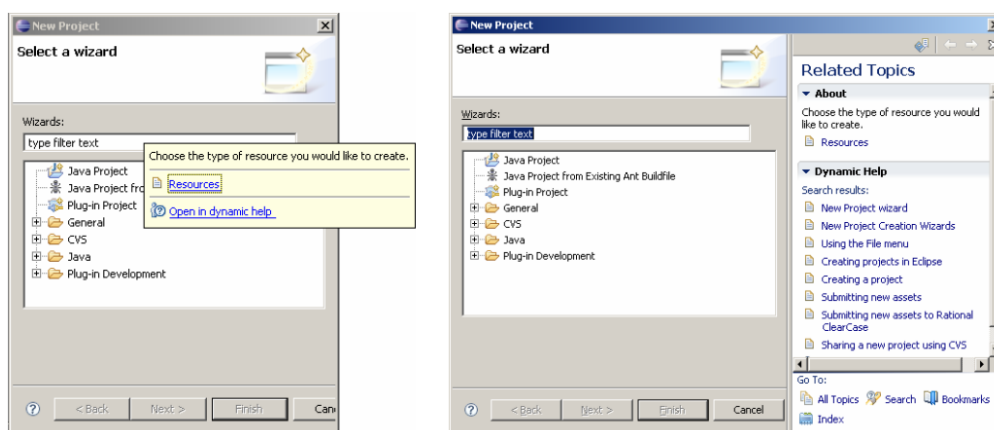 New Project
Select a wizard
Wizards:
type filter text
Choose the type of resource you would like to create.
Resources
Open in dynamic help
Java Project
Java Project fro
Plug-in Project
General
CVS
Java
Plug-in Development
< Back
Next >
Finish
Can
New Project
Select a wizard
Wizards:
type filter text
Java Project
Java Project from Existing Ant Buildfile
Plug-in Project
General
CVS
Java
Plug-in Development
< Back
Next >
Finish
Cancel
Related Topics
About
Choose the type of resource you would
like to create.
Resources
Dynamic Help
Search results:
New Project wizard
New Project Creation Wizards
Using the File menu
Creating projects in Eclipse
Creating a project
Submitting new assets
Submitting new assets to Rational
ClearCase
Sharing a new project using CVS
Go To:
All Topics Search Bookmarks
Index